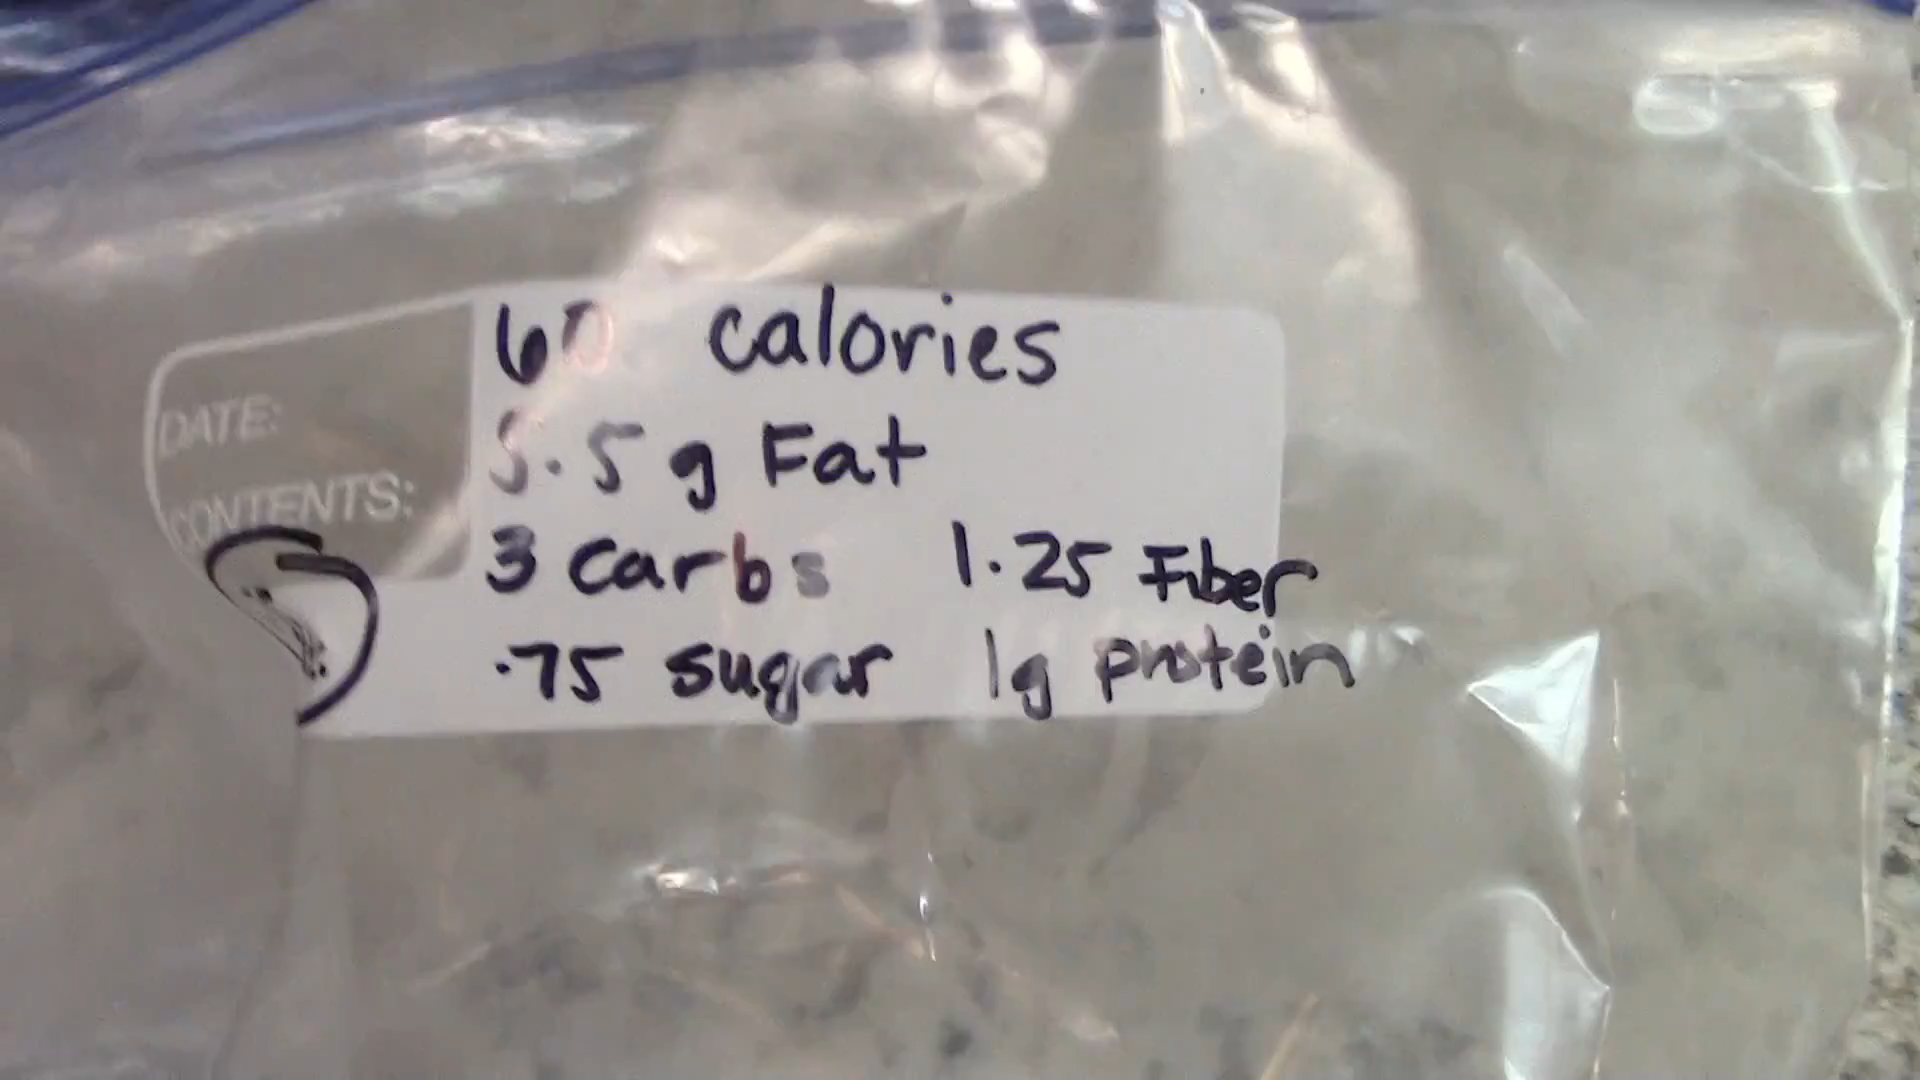 60 calories
5.5 g Fat
DATE:
CONTENTS:
3 carbs 1.25 Fiber
.75 sugar 1g protein